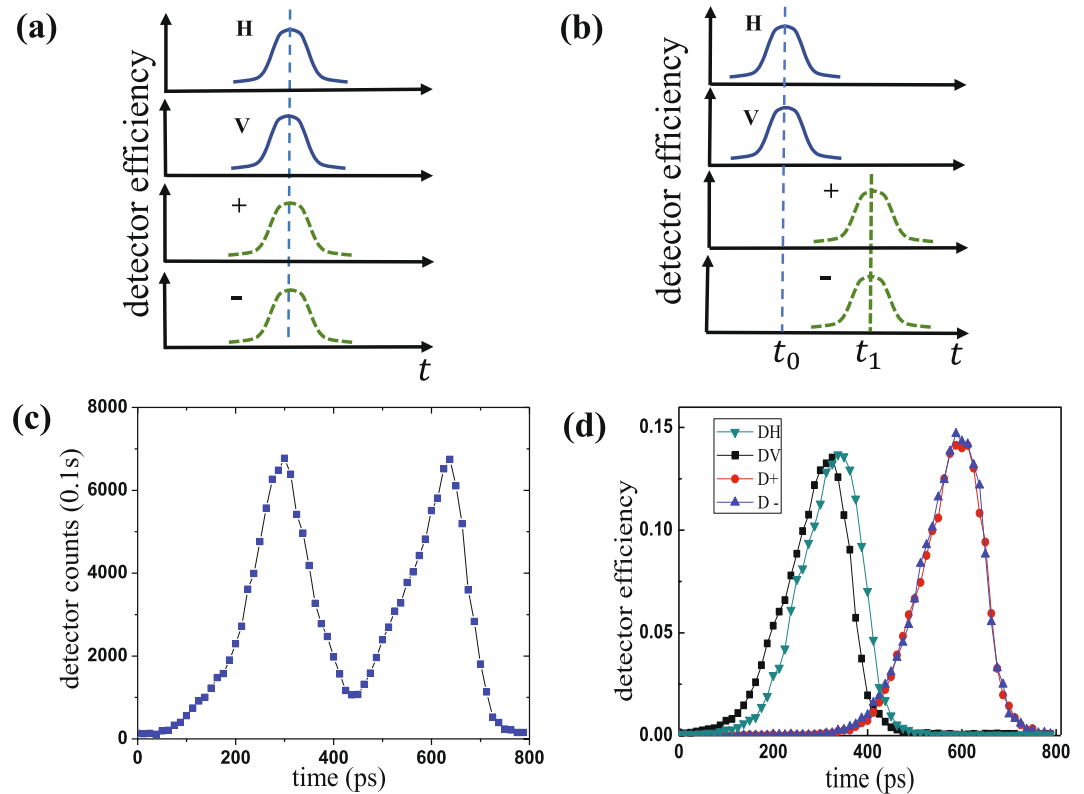 (a)
detector efficiency
H
V
+
-
t
(b)
detector efficiency
H
V
+
-
t₀
t₁
t
(c)
detector counts (0.1s)
8000
6000
4000
2000
0
0
200
400
600
800
time (ps)
(d)
detector efficiency
0.15
0.10
0.05
0.00
DH
DV
D+
D -
0
200
400
600
800
time (ps)